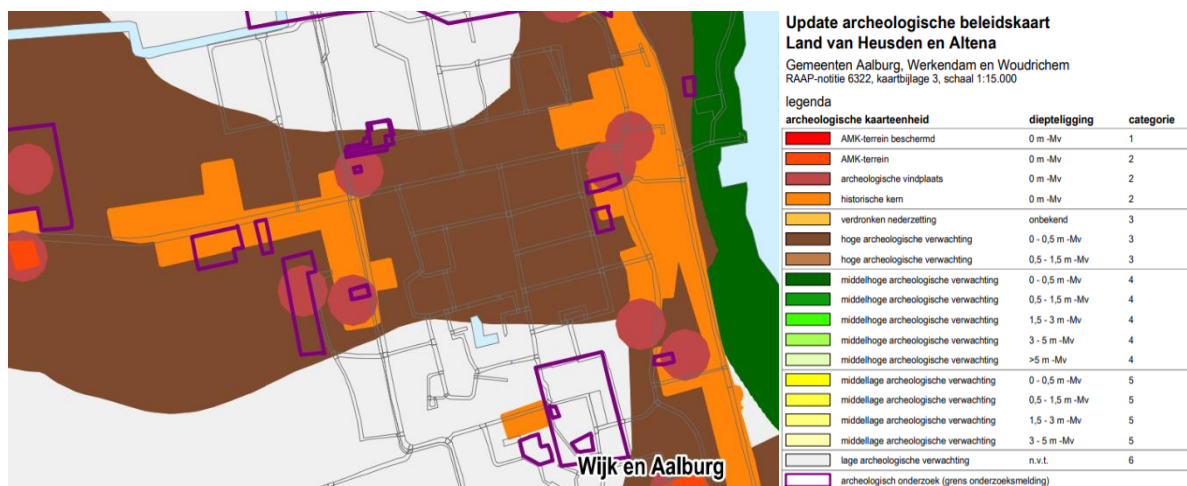 Wijk en Aalburg
Update archeologische beleidskaart
Land van Heusden en Altena
Gemeenten Aalburg, Werkendam en Woudrichem
RAAP-notitie 6322, kaartbijlage 3, schaal 1:15.000
legenda
archeologische kaarteenheid diepteligging categorie
AMK-terrein beschermd 0 m -Mv 1
AMK-terrein 0 m -Mv 2
archeologische vindplaats 0 m -Mv 2
historische kern 0 m -Mv 2
verdronken nederzetting onbekend 3
hoge archeologische verwachting 0 - 0,5 m -Mv 3
hoge archeologische verwachting 0,5 - 1,5 m -Mv 3
middelhoge archeologische verwachting 0 - 0,5 m -Mv 4
middelhoge archeologische verwachting 0,5 - 1,5 m -Mv 4
middelhoge archeologische verwachting 1,5 - 3 m -Mv 4
middelhoge archeologische verwachting 3 - 5 m -Mv 4
middelhoge archeologische verwachting >5 m -Mv 4
middellage archeologische verwachting 0 - 0,5 m -Mv 5
middellage archeologische verwachting 0,5 - 1,5 m -Mv 5
middellage archeologische verwachting 1,5 - 3 m -Mv 5
middellage archeologische verwachting 3 - 5 m -Mv 5
lage archeologische verwachting n.v.t. 6
archeologisch onderzoek (grens onderzoeksmelding)